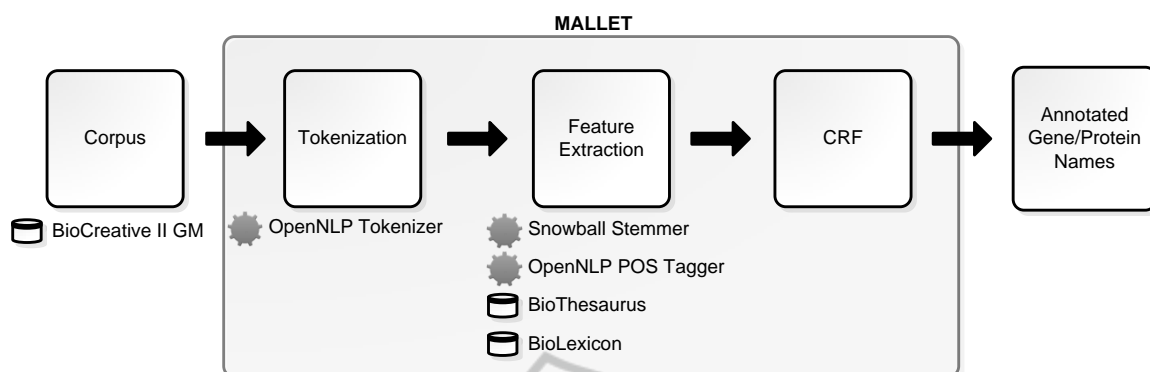 MALLET
Corpus
Tokenization
Feature
Extraction
CRF
Annotated
Gene/Protein
Names
BioCreative II GM
OpenNLP Tokenizer
Snowball Stemmer
OpenNLP POS Tagger
BioThesaurus
BioLexicon